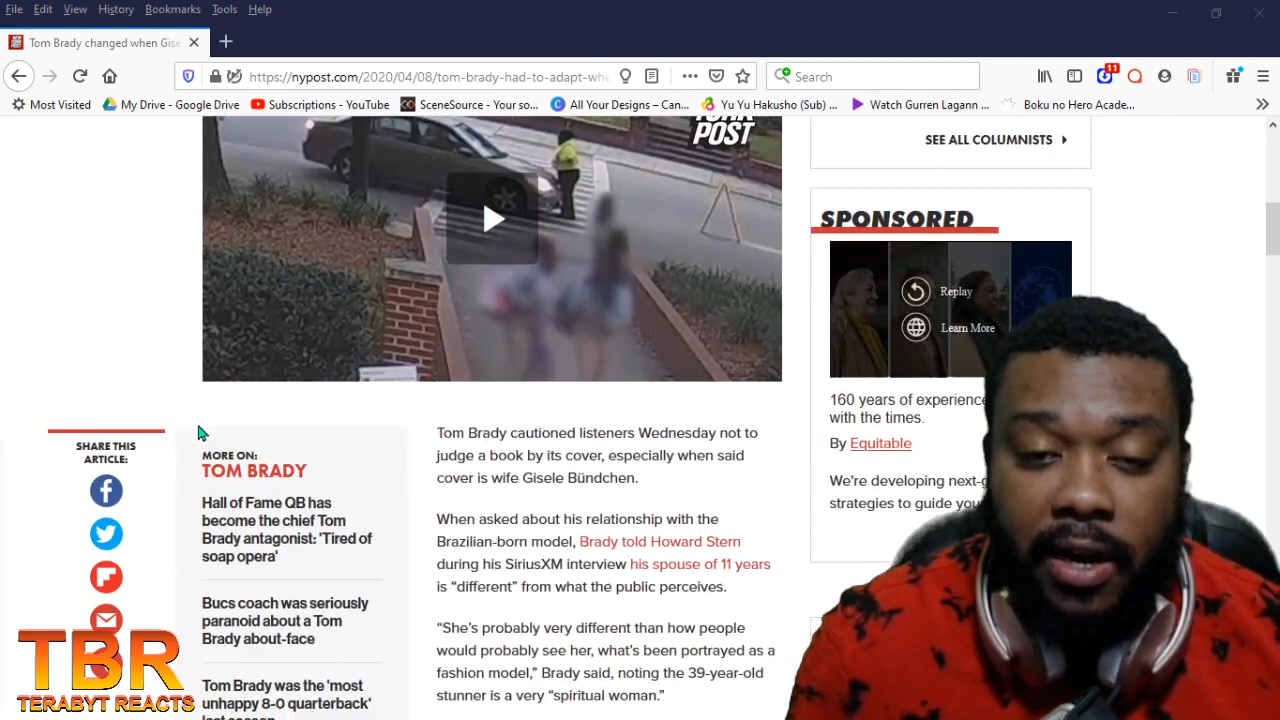 File Edit View History Bookmarks Tools Help
Tom Brady changed when Gise
https://nypost.com/2020/04/08/tom-brady-had-to-adapt-whe
Search
11
Most Visited My Drive - Google Drive Subscriptions - YouTube SceneSource - Your so... All Your Designes – Can... Yu Yu Hakusho (Sub) ... Watch Gurren Lagann ... Boku no Hero Acade...
POST
SEE ALL COLUMNISTS
SPONSORED
Replay
Learn More
160 years of experience
with the times.
By Equitable
We're developing next-g
strategies to guide you
SHARE THIS
ARTICLE:
MORE ON:
TOM BRADY
Hall of Fame QB has
become the chief Tom
Brady antagonist: 'Tired of
soap opera'
Bucs coach was seriously
paranoid about a Tom
Brady about-face
Tom Brady was the 'most
unhappy 8-0 quarterback'
last season
Tom Brady cautioned listeners Wednesday not to
judge a book by its cover, especially when said
cover is wife Gisele Bündchen.
When asked about his relationship with the
Brazilian-born model, Brady told Howard Stern
during his SiriusXM interview his spouse of 11 years
is “different” from what the public perceives.
“She’s probably very different than how people
would probably see her, what’s been portrayed as a
fashion model,” Brady said, noting the 39-year-old
stunner is a very “spiritual woman.”
TBR
TERABYT REACTS